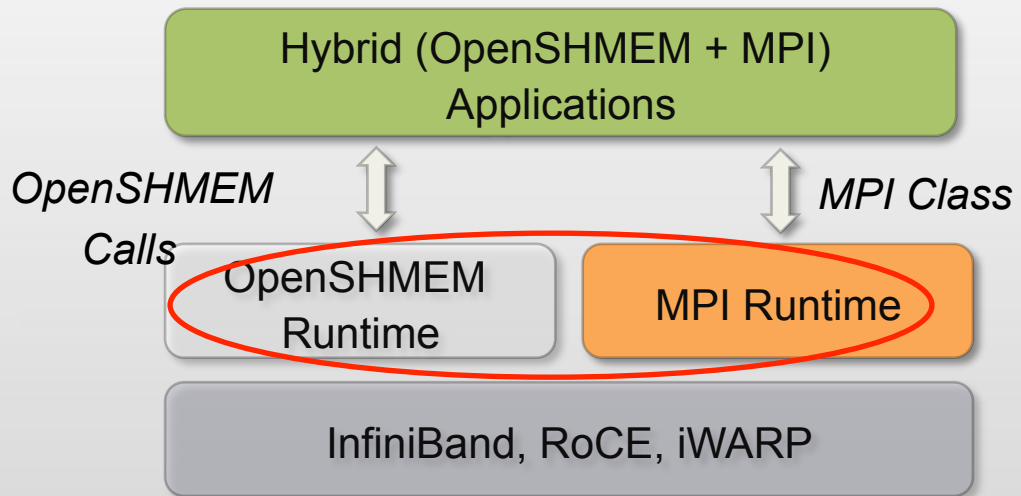 Hybrid (OpenSHMEM + MPI)
Applications
OpenSHMEM
Calls
MPI Class
OpenSHMEM
Runtime
MPI Runtime
InfiniBand, RoCE, iWARP